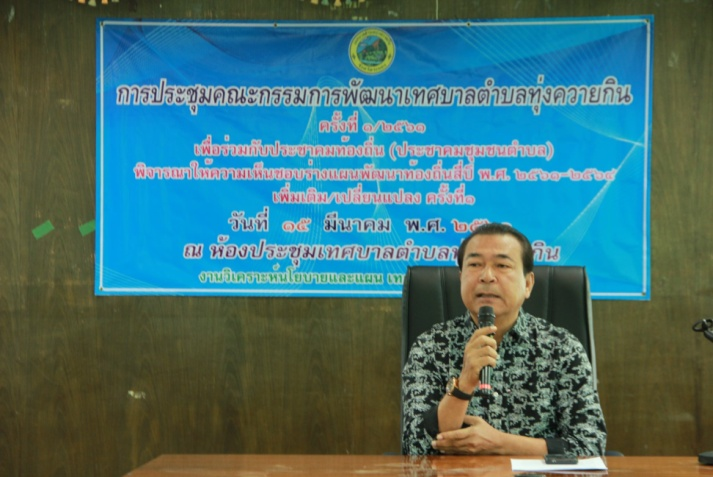 การประชุมคณะกรรมการพัฒนาเทศบาลตำบลทุ่งควายกิน
ครั้งที่ ๑/๒๕๖๑
เพื่อร่วมกับประชาคมท้องถิ่น (ประชาคมชุมชนตำบล)
พิจารณาให้ความเห็นชอบร่างแผนพัฒนาท้องถิ่นสี่ปี พ.ศ. ๒๕๖๑-๒๕๖๔
เพิ่มเติม/เปลี่ยนแปลง ครั้งที่๑
วันที่ ๑๕ มีนาคม พ.ศ.
ณ ห้องประชุมเทศบาลตำบล กิน
งานวิเคราะห์นโยบายและแผน